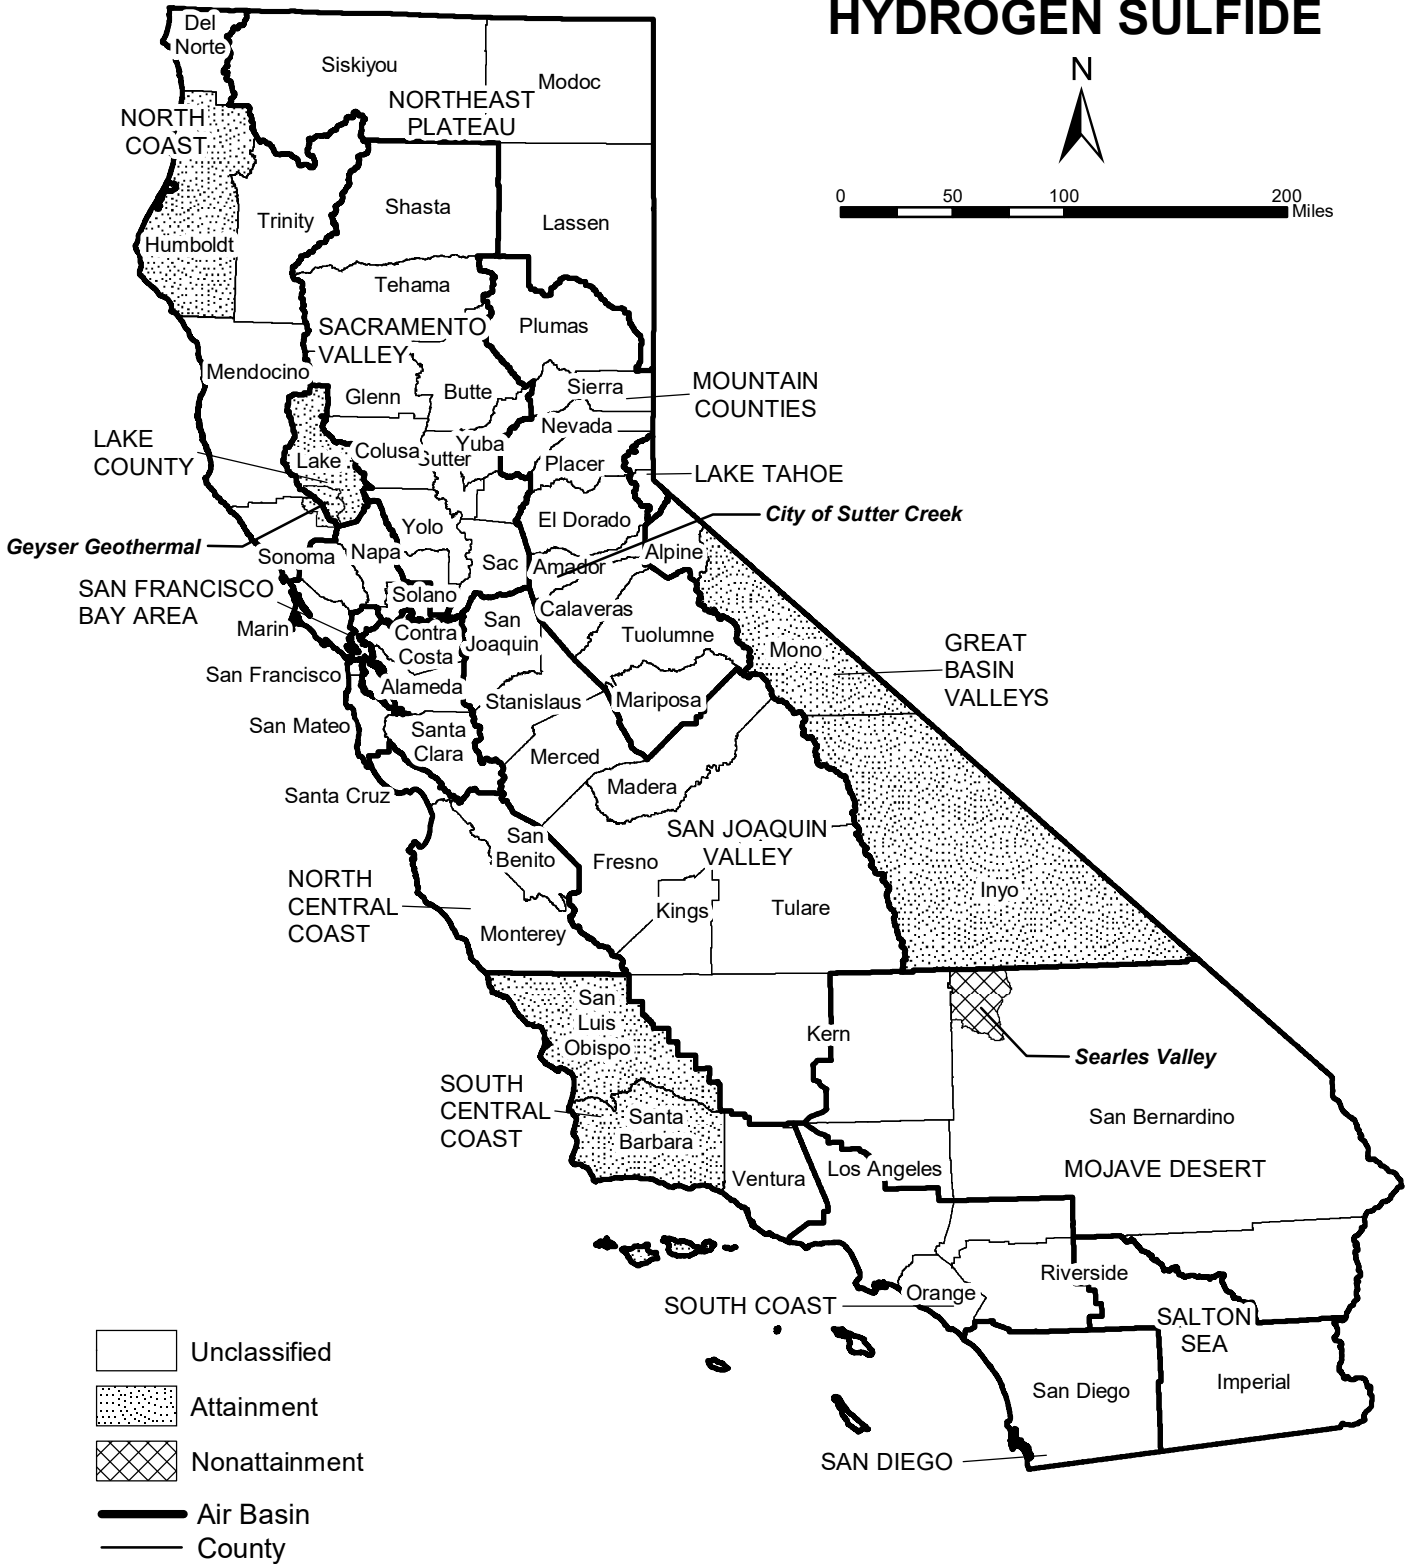 HYDROGEN SULFIDE
N
0 50 100 200
Miles
Del
Norte
Siskiyou
Modoc
NORTHEAST
PLATEAU
NORTH
COAST
Shasta
Trinity
Lassen
Humboldt
Tehama
SACRAMENTO
VALLEY
Plumas
Mendocino
Glenn
Butte
Sierra
MOUNTAIN
COUNTIES
Nevada
LAKE
COUNTY
Lake
Colusa
Sutter
Yuba
Placer
LAKE TAHOE
City of Sutter Creek
El Dorado
Yolo
Geyser Geothermal
Sonoma
Napa
Sac
Amador
Alpine
SAN FRANCISCO
BAY AREA
Solano
Calaveras
Marin
Contra
Costa
San
Joaquin
Tuolumne
Mono
GREAT
BASIN
VALLEYS
San Francisco
Alameda
Stanislaus
Mariposa
San Mateo
Santa
Clara
Merced
Madera
Santa Cruz
San
Benito
SAN JOAQUIN
VALLEY
Fresno
NORTH
CENTRAL
COAST
Kings
Tulare
Inyo
Monterey
San
Luis
Obispo
Kern
Searles Valley
SOUTH
CENTRAL
COAST
Santa
Barbara
San Bernardino
Ventura
Los Angeles
MOJAVE DESERT
Riverside
Orange
SOUTH COAST
SALTON
SEA
San Diego
Imperial
SAN DIEGO
Unclassified
Attainment
Nonattainment
Air Basin
County